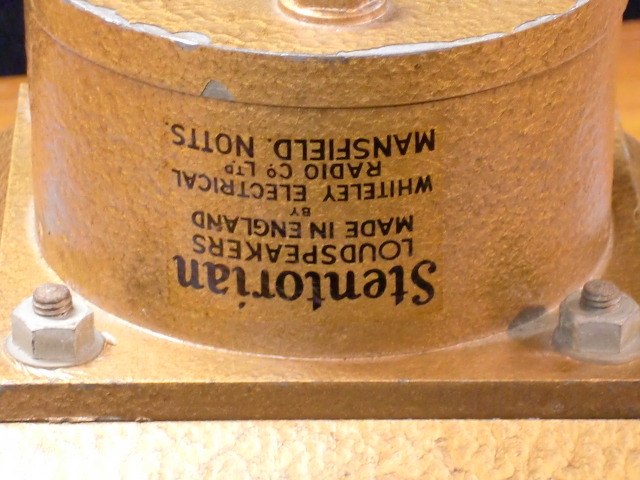 Stentorian
LOUDSPEAKERS
MADE IN ENGLAND
BY
WHITELEY ELECTRICAL
RADIO Co. LTD.
MANSFIELD. NOTTS.